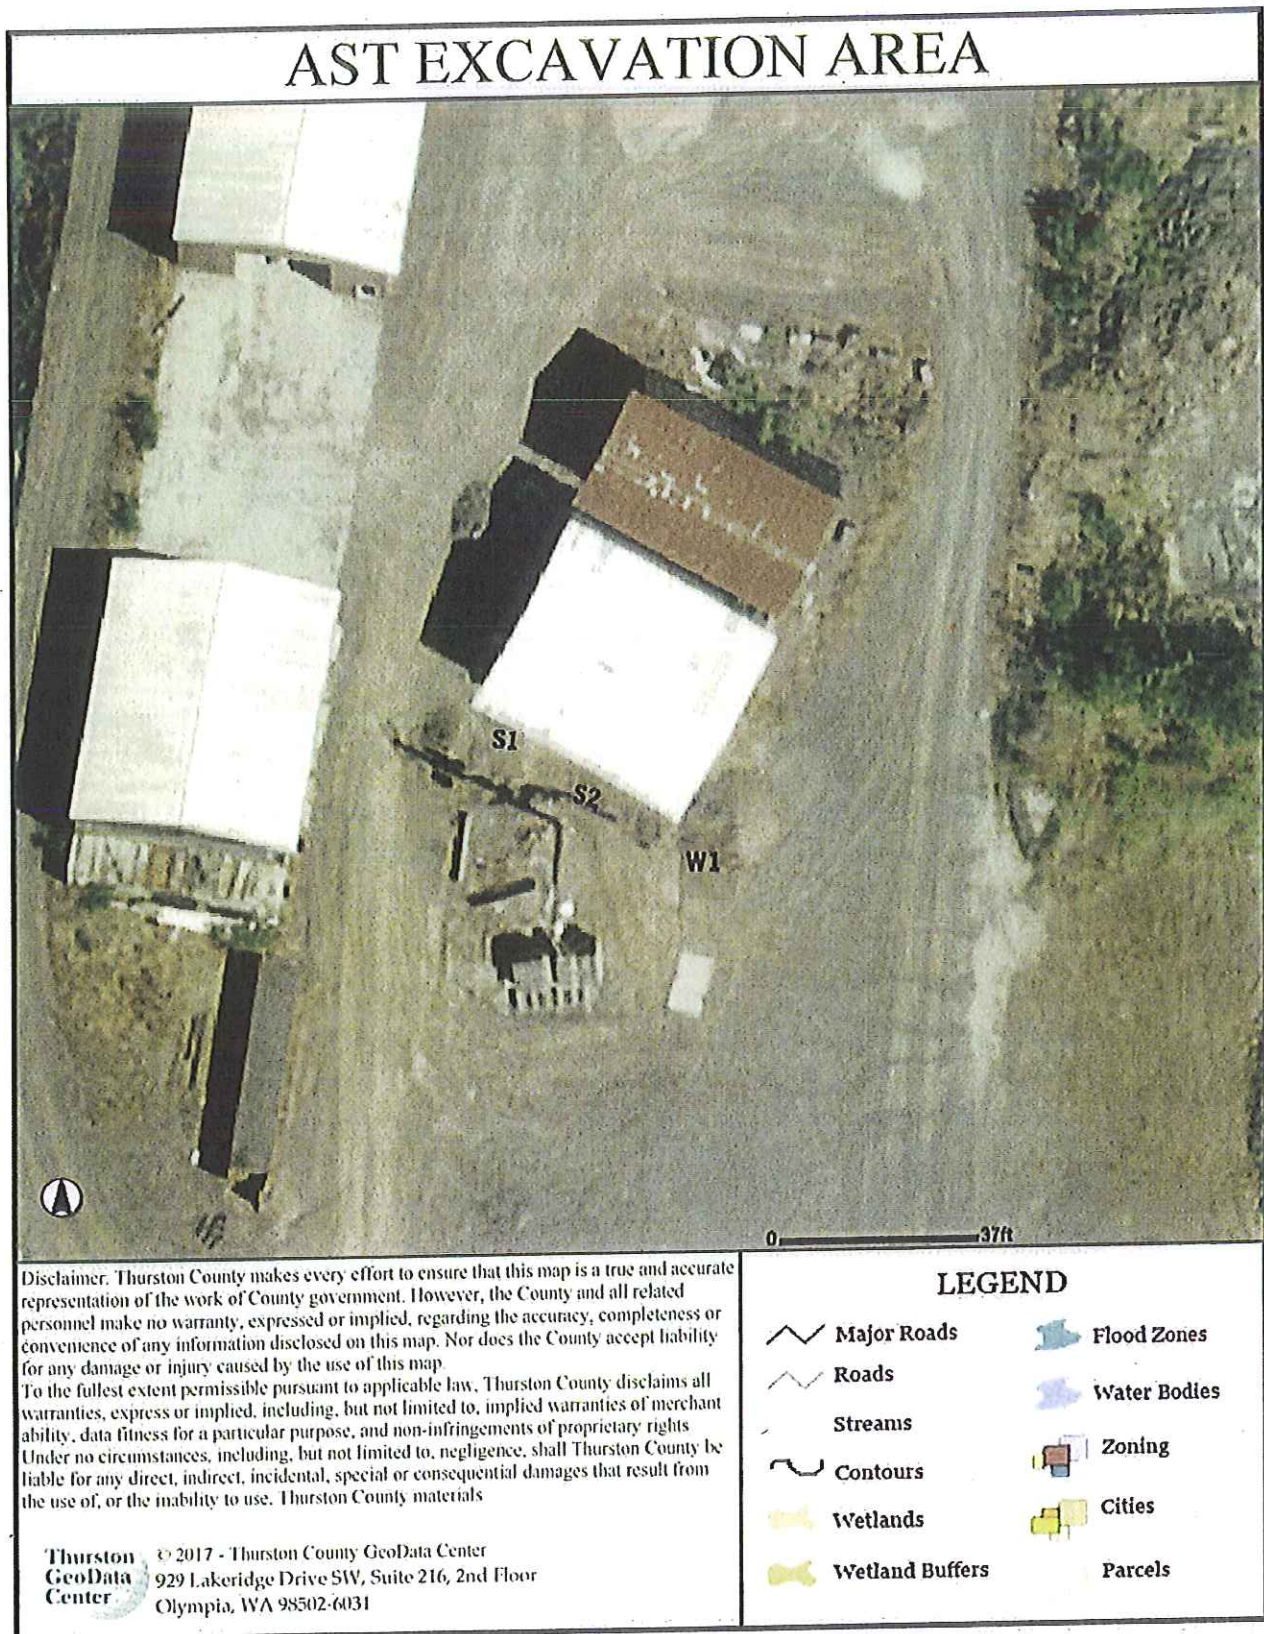 AST EXCAVATION AREA
S1
S2
W1
0 37ft
Disclaimer. Thurston County makes every effort to ensure that this map is a true and accurate
representation of the work of County government. However, the County and all related
personnel make no warranty, expressed or implied, regarding the accuracy, completeness or
convenience of any information disclosed on this map. Nor does the County accept liability
for any damage or injury caused by the use of this map.
To the fullest extent permissible pursuant to applicable law, Thurston County disclaims all
warranties, express or implied, including, but not limited to, implied warranties of merchant
ability, data fitness for a particular purpose, and non-infringements of proprietary rights
Under no circumstances, including, but not limited to, negligence, shall Thurston County be
liable for any direct, indirect, incidental, special or consequential damages that result from
the use of, or the inability to use, Thurston County materials
Thurston
GeoData
Center
© 2017 - Thurston County GeoData Center
929 Lakeridge Drive SW, Suite 216, 2nd Floor
Olympia, WA 98502-6031
LEGEND
Major Roads
Roads
Streams
Contours
Wetlands
Wetland Buffers
Flood Zones
Water Bodies
Zoning
Cities
Parcels